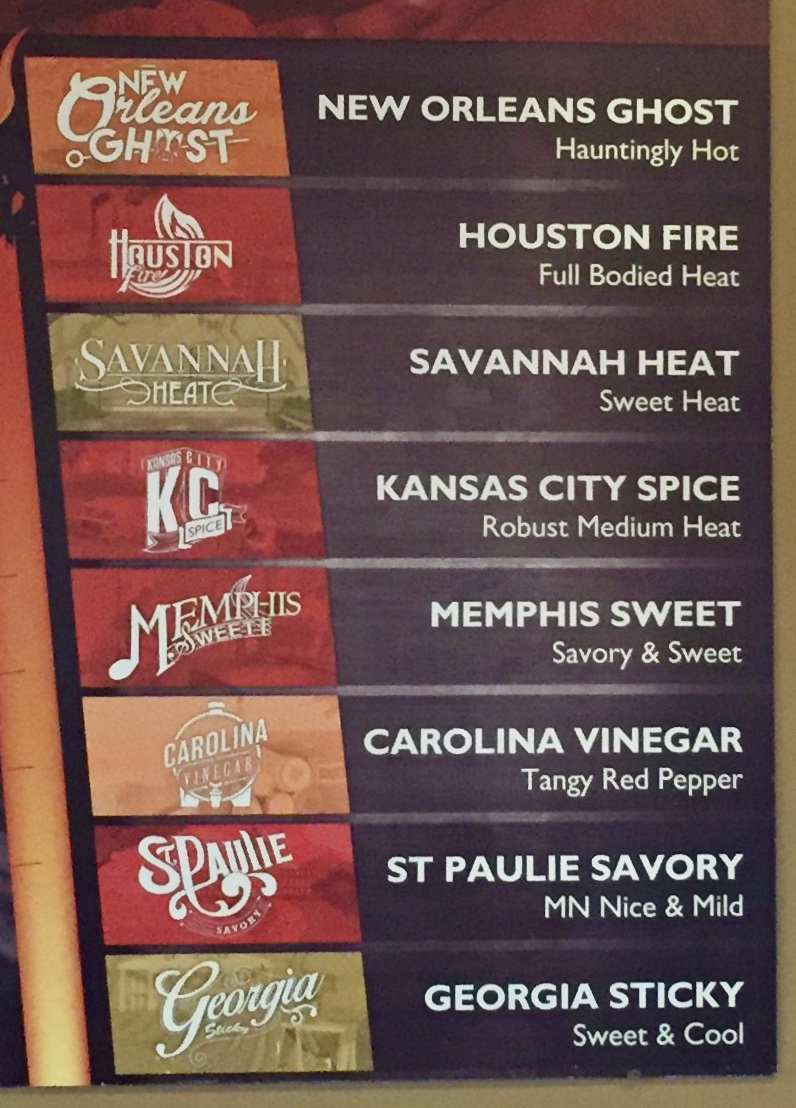 NEW
Orleans
GHOST
NEW ORLEANS GHOST
Hauntingly Hot
HOUSTON
fire
HOUSTON FIRE
Full Bodied Heat
SAVANNAH
HEAT
SAVANNAH HEAT
Sweet Heat
KANSAS CITY
KC
SPICE
KANSAS CITY SPICE
Robust Medium Heat
MEMPHIS
SWEETE
MEMPHIS SWEET
Savory & Sweet
CAROLINA
VINEGAR
CAROLINA VINEGAR
Tangy Red Pepper
ST. PAULIE
SAVORY
ST PAULIE SAVORY
MN Nice & Mild
Georgia
Sticky
GEORGIA STICKY
Sweet & Cool